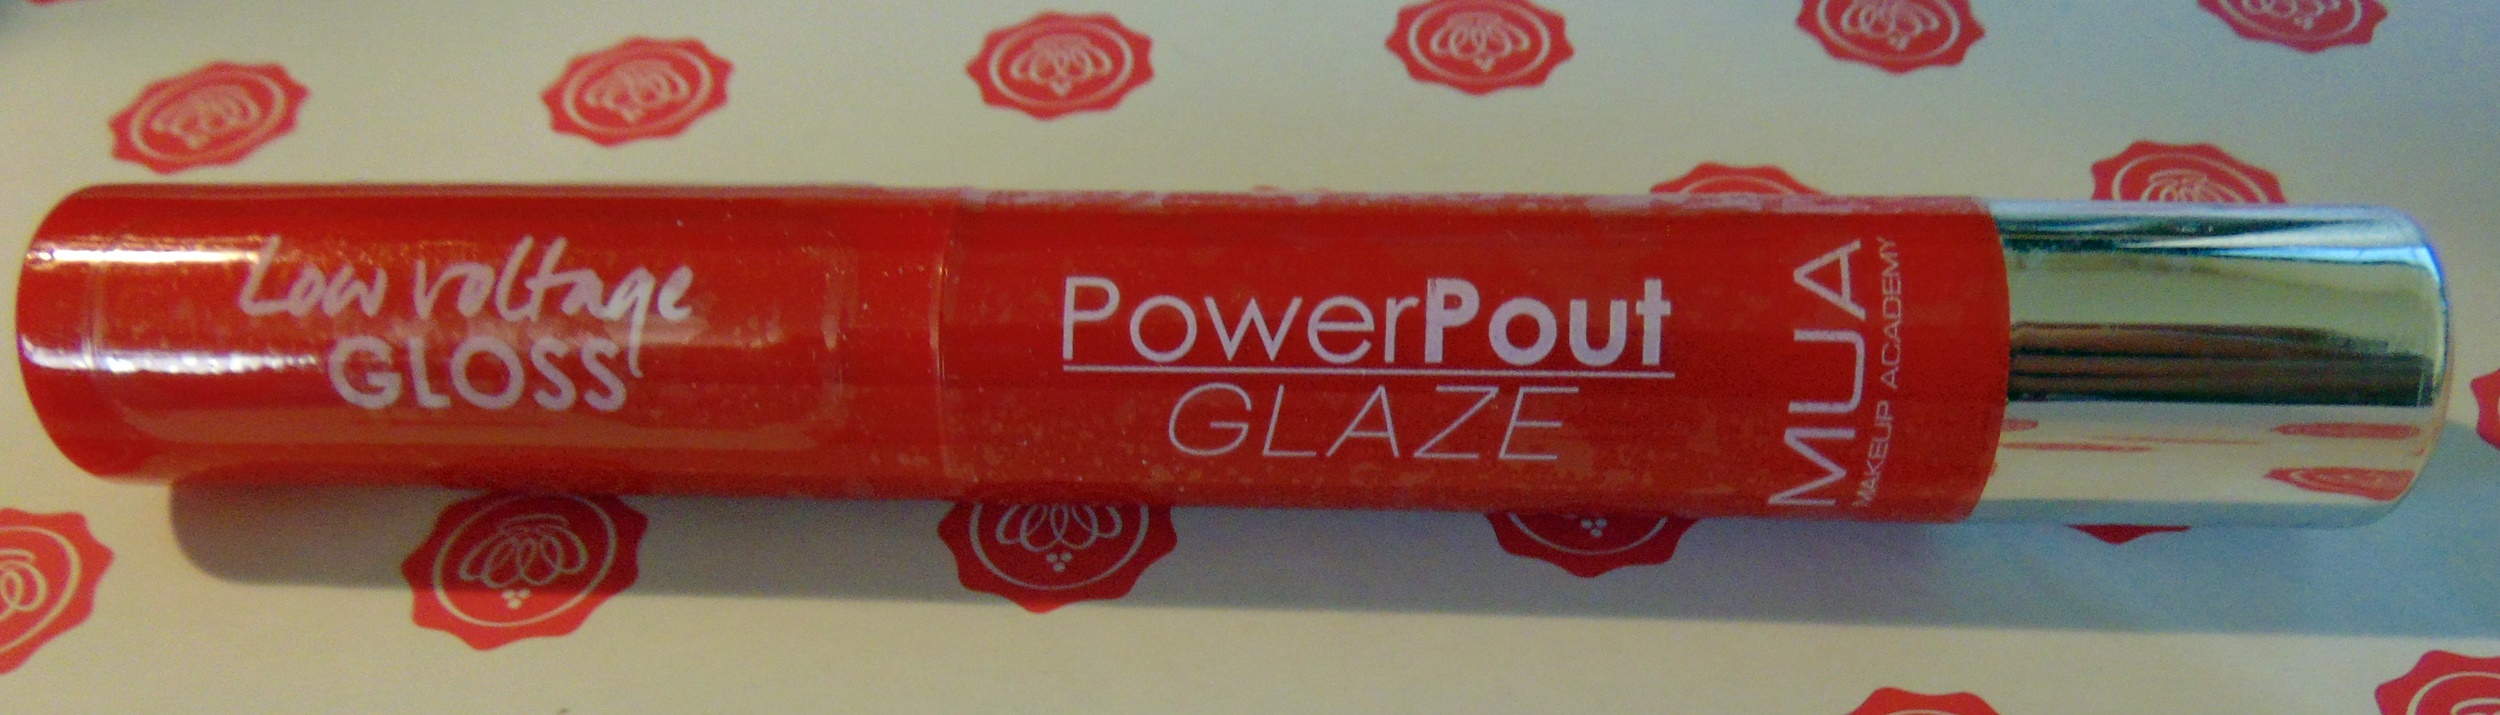 Low voltage
GLOSS
PowerPout
GLAZE
MUA
MAKEUP ACADEMY